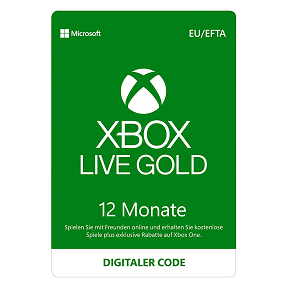 Microsoft EU/EFTA
XBOX
LIVE GOLD
12 Monate
Spielen Sie mit Freunden online und erhalten Sie kostenlose
Spiele plus exklusive Rabatte auf Xbox One.
DIGITALER CODE